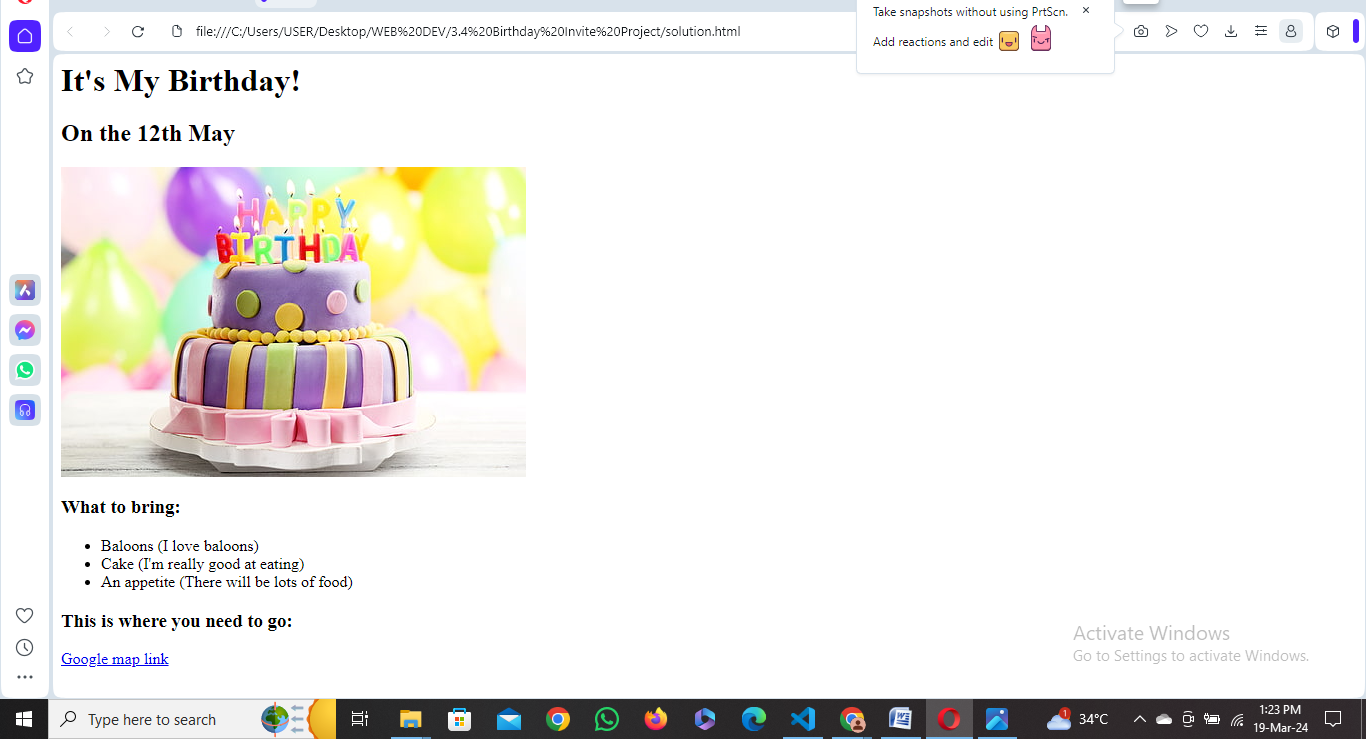 Take snapshots without using PrtScn.
Add reactions and edit
file:///C:/Users/USER/Desktop/WEB%20DEV/3.4%20Birthday%20Invite%20Project/solution.html
It's My Birthday!
On the 12th May
HAPPY
BIRTHDAY
What to bring:
Baloons (I love baloons)
Cake (I'm really good at eating)
An appetite (There will be lots of food)
This is where you need to go:
Google map link
Activate Windows
Go to Settings to activate Windows.
Type here to search
1
34°C
1:23 PM
19-Mar-24